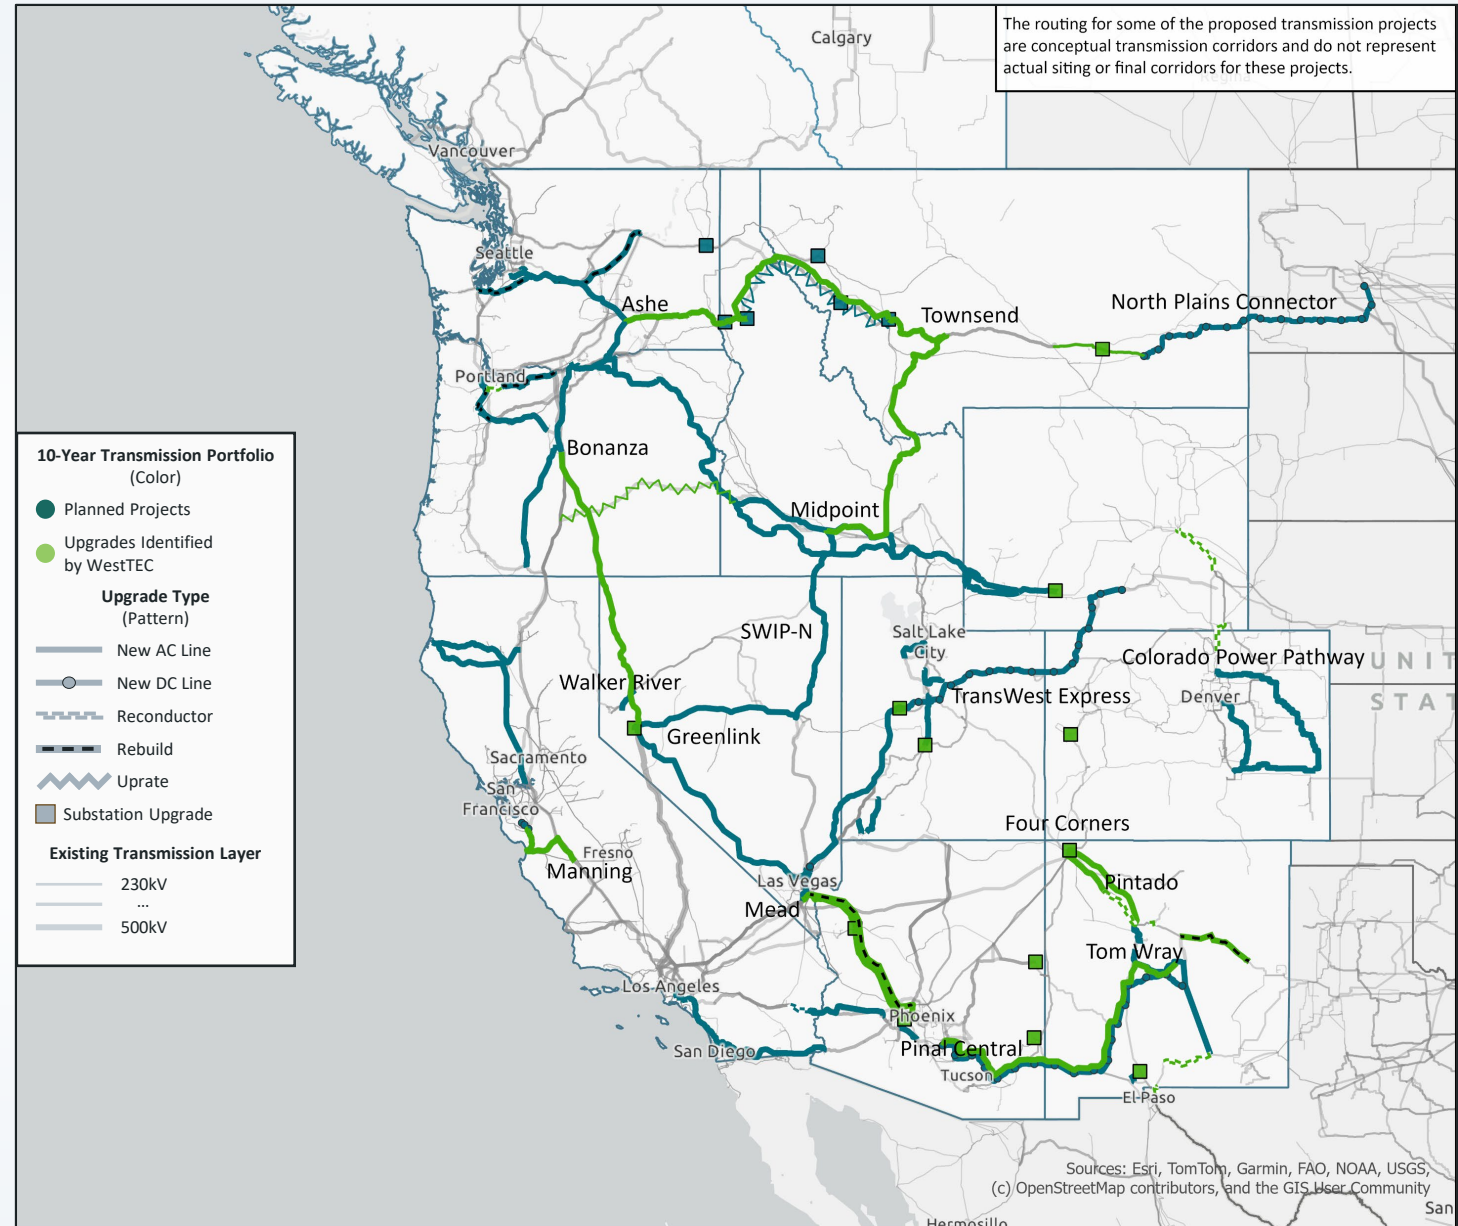 The routing for some of the proposed transmission projects
are conceptual transmission corridors and do not represent
actual siting or final corridors for these projects.
Calgary
Vancouver
Seattle
Ashe
Townsend
North Plains Connector
Portland
Bonanza
Midpoint
10-Year Transmission Portfolio
(Color)
Planned Projects
Upgrades Identified
by WestTEC
Upgrade Type
(Pattern)
New AC Line
New DC Line
Reconductor
Rebuild
Uprate
Substation Upgrade
Existing Transmission Layer
230kV
...
500kV
SWIP-N
Salt Lake
City
Colorado Power Pathway
UNIT
STAT
Walker River
TransWest Express
Denver
Greenlink
Sacramento
San
Francisco
Four Corners
Fresno
Manning
Las Vegas
Pintado
Mead
Tom Wray
Los Angeles
Phoenix
San Diego
Pinal Central
Tucson
El Paso
Sources: Esri, TomTom, Garmin, FAO, NOAA, USGS,
(c) OpenStreetMap contributors, and the GIS User Community
San
Hermosillo